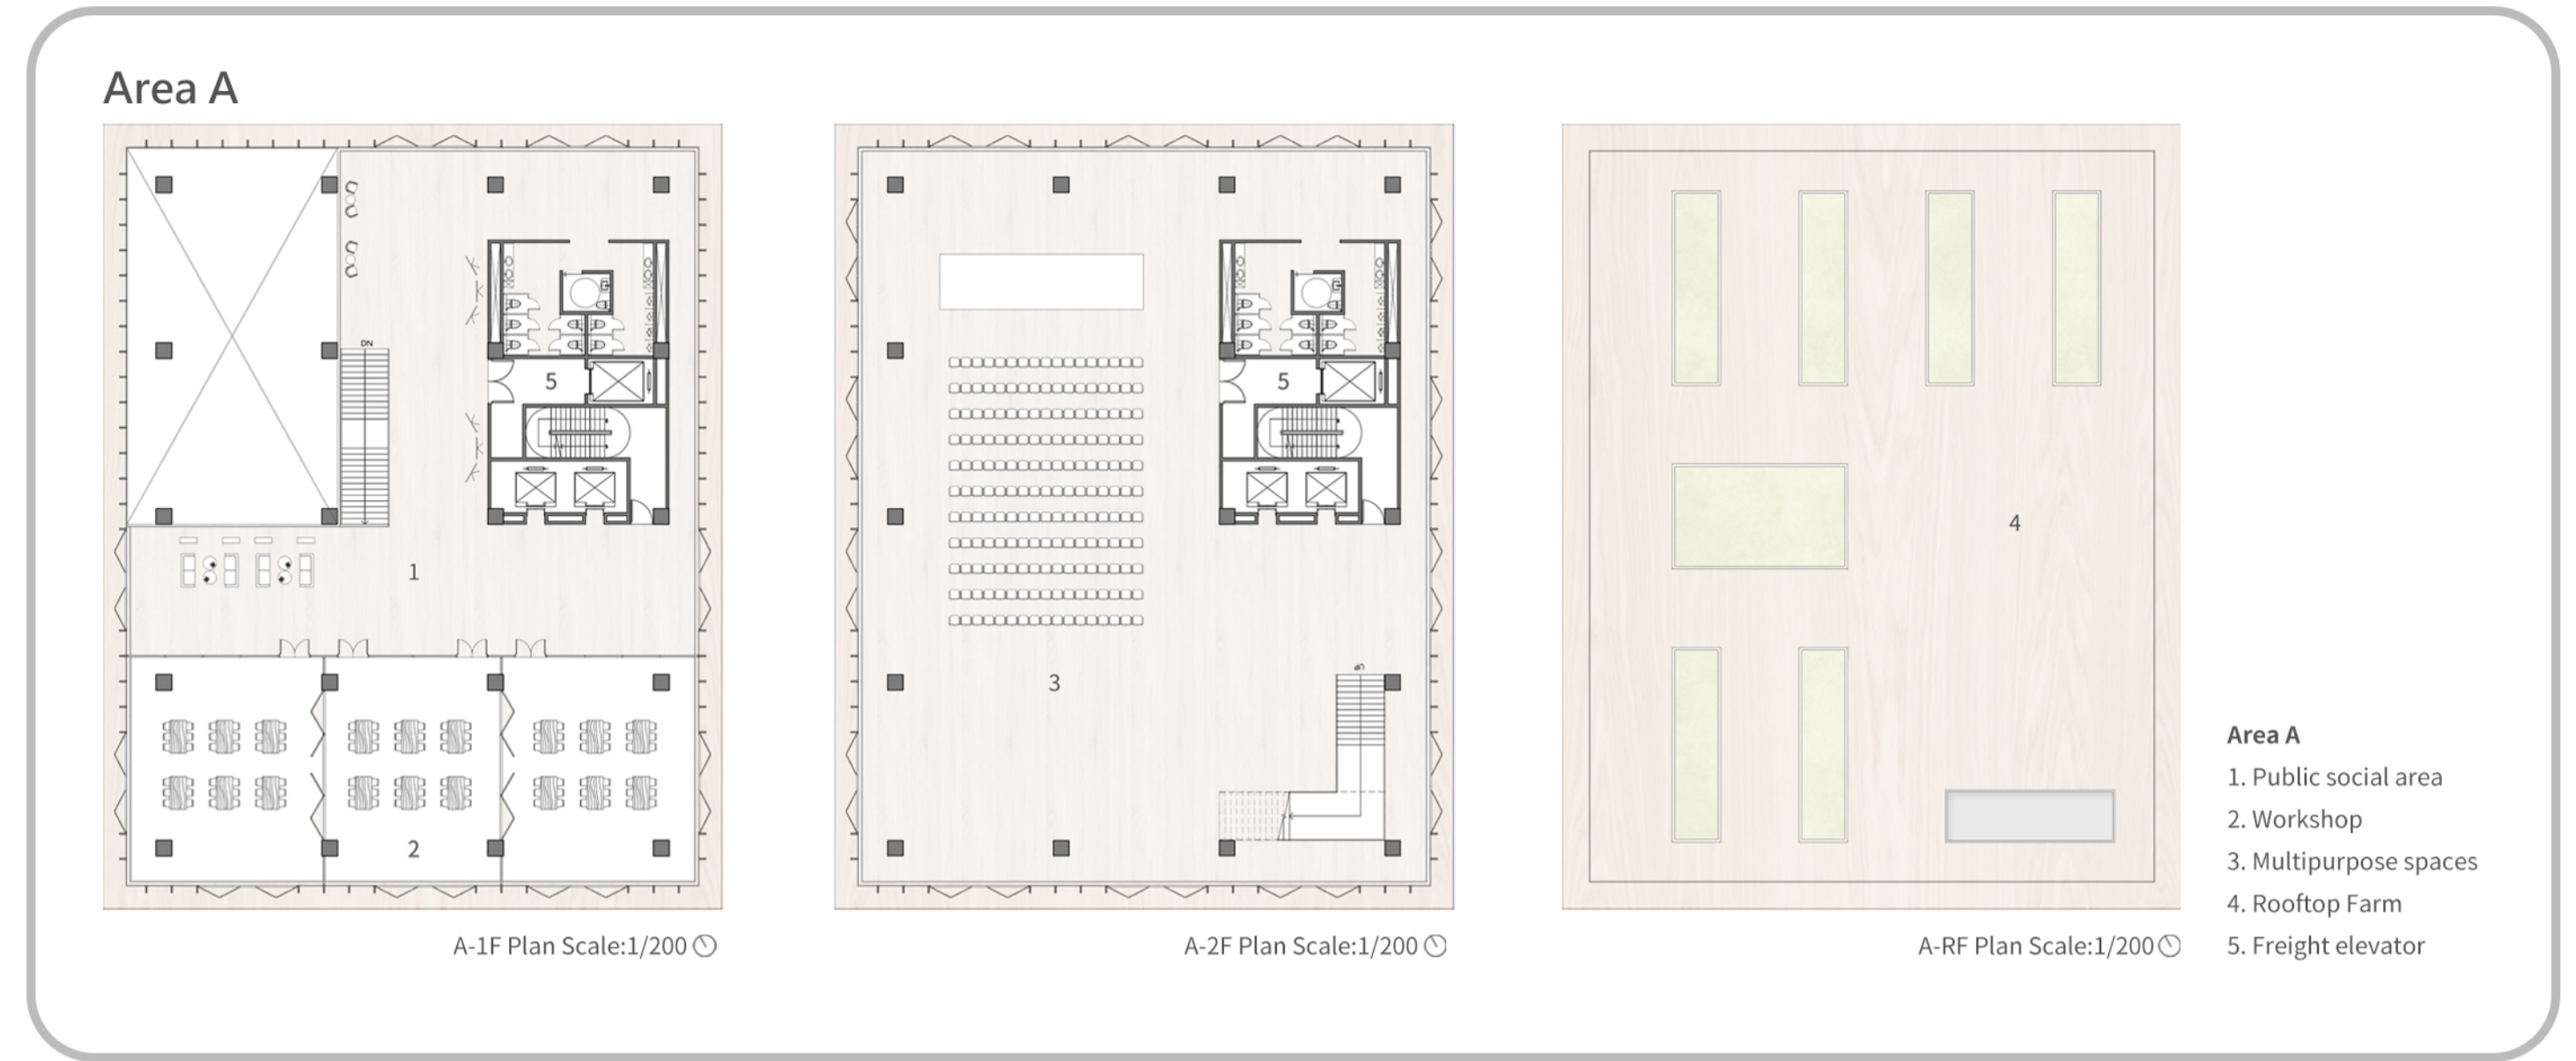 Area A
DN
5
1
2
5
3
UP
4
A-1F Plan Scale:1/200
A-2F Plan Scale:1/200
A-RF Plan Scale:1/200
Area A
1. Public social area
2. Workshop
3. Multipurpose spaces
4. Rooftop Farm
5. Freight elevator